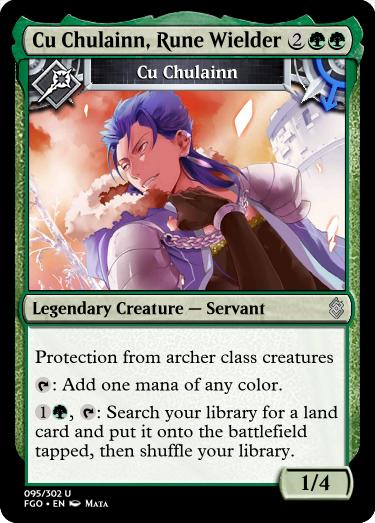 Cu Chulainn, Rune Wielder 2
Cu Chulainn
Legendary Creature — Servant
Protection from archer class creatures
: Add one mana of any color.
1, : Search your library for a land
card and put it onto the battlefield
tapped, then shuffle your library.
1/4
095/302 U
FGO • EN Mata